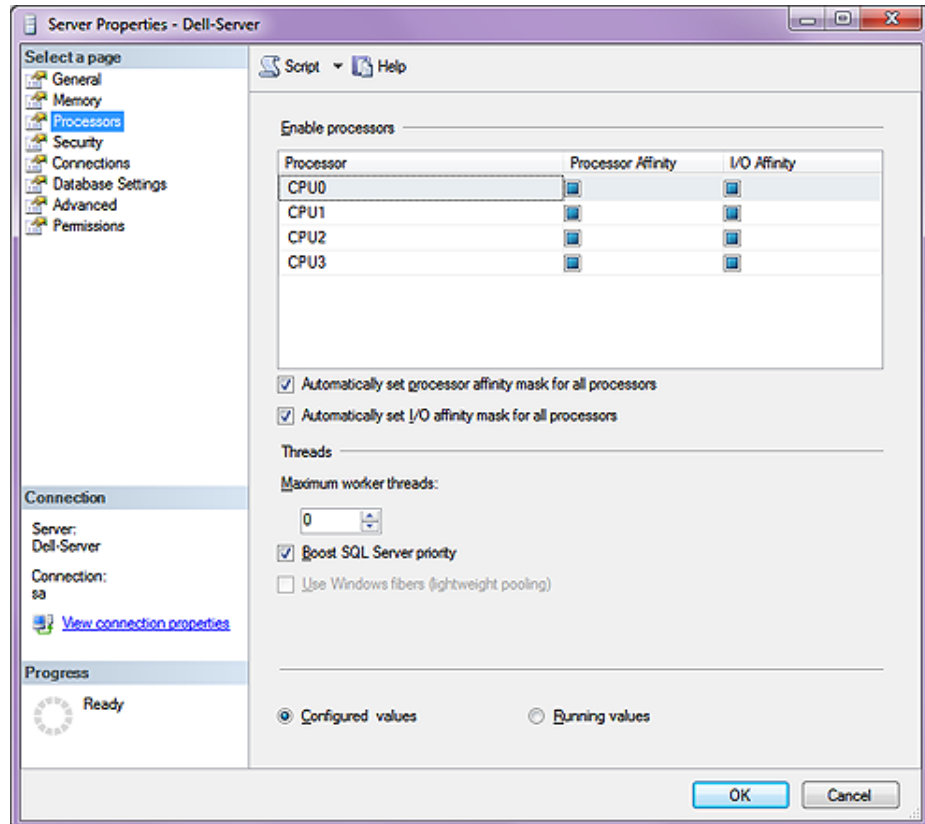 Server Properties - Dell-Server
Select a page
General
Memory
Processors
Security
Connections
Database Settings
Advanced
Permissions
Connection
Server:
Dell-Server
Connection:
sa
View connection properties
Progress
Ready
Script Help
Enable processors
Processor Processor Affinity I/O Affinity
CPU0
CPU1
CPU2
CPU3
Automatically set processor affinity mask for all processors
Automatically set I/O affinity mask for all processors
Threads
Maximum worker threads:
0
Boost SQL Server priority
Use Windows fibers (lightweight pooling)
Configured values Running values
OK Cancel